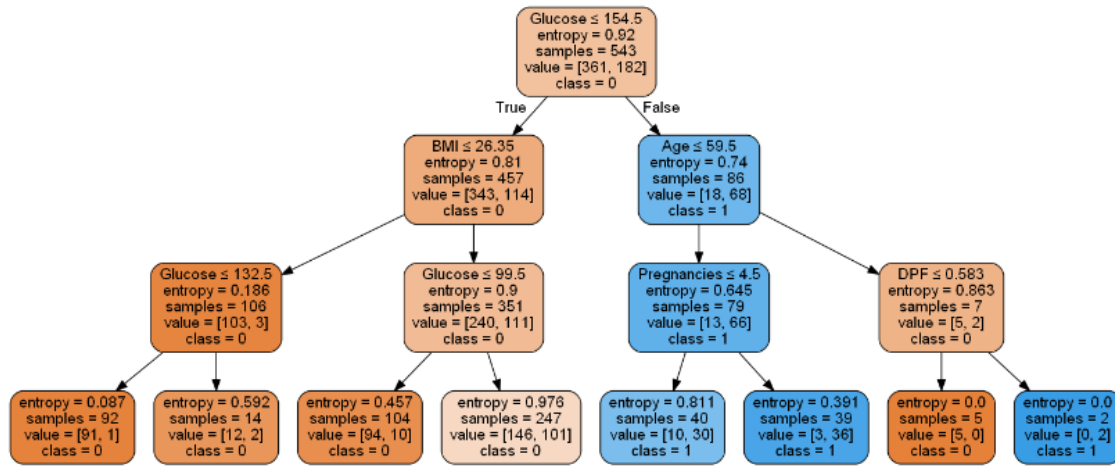 Glucose ≤ 154.5
entropy = 0.92
samples = 543
value = [361, 182]
class = 0
True
False
BMI ≤ 26.35
entropy = 0.81
samples = 457
value = [343, 114]
class = 0
Age ≤ 59.5
entropy = 0.74
samples = 86
value = [18, 68]
class = 1
Glucose ≤ 132.5
entropy = 0.186
samples = 106
value = [103, 3]
class = 0
Glucose ≤ 99.5
entropy = 0.9
samples = 351
value = [240, 111]
class = 0
Pregnancies ≤ 4.5
entropy = 0.645
samples = 79
value = [13, 66]
class = 1
DPF ≤ 0.583
entropy = 0.863
samples = 7
value = [5, 2]
class = 0
entropy = 0.087
samples = 92
value = [91, 1]
class = 0
entropy = 0.592
samples = 14
value = [12, 2]
class = 0
entropy = 0.457
samples = 104
value = [94, 10]
class = 0
entropy = 0.976
samples = 247
value = [146, 101]
class = 0
entropy = 0.811
samples = 40
value = [10, 30]
class = 1
entropy = 0.391
samples = 39
value = [3, 36]
class = 1
entropy = 0.0
samples = 5
value = [5, 0]
class = 0
entropy = 0.0
samples = 2
value = [0, 2]
class = 1